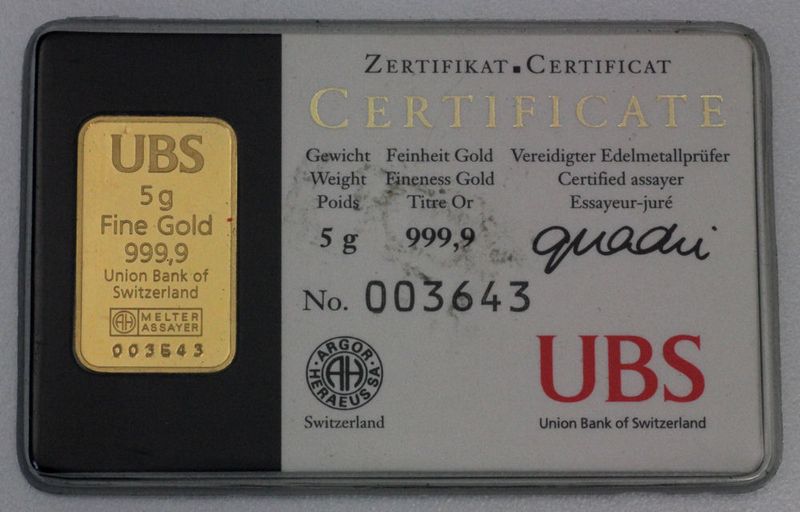 UBS
5 g
Fine Gold
999,9
Union Bank of
Switzerland
AH MELTER
ASSAYER
003643
ZERTIFIKAT ▪ CERTIFICAT
CERTIFICATE
Gewicht Feinheit Gold Vereidigter Edelmetallprüfer
Weight Fineness Gold Certified assayer
Poids Titre Or Essayeur-juré
5 g 999,9 quadri
No. 003643
ARGOR-HERAEUS SA
AH
Switzerland
UBS
Union Bank of Switzerland